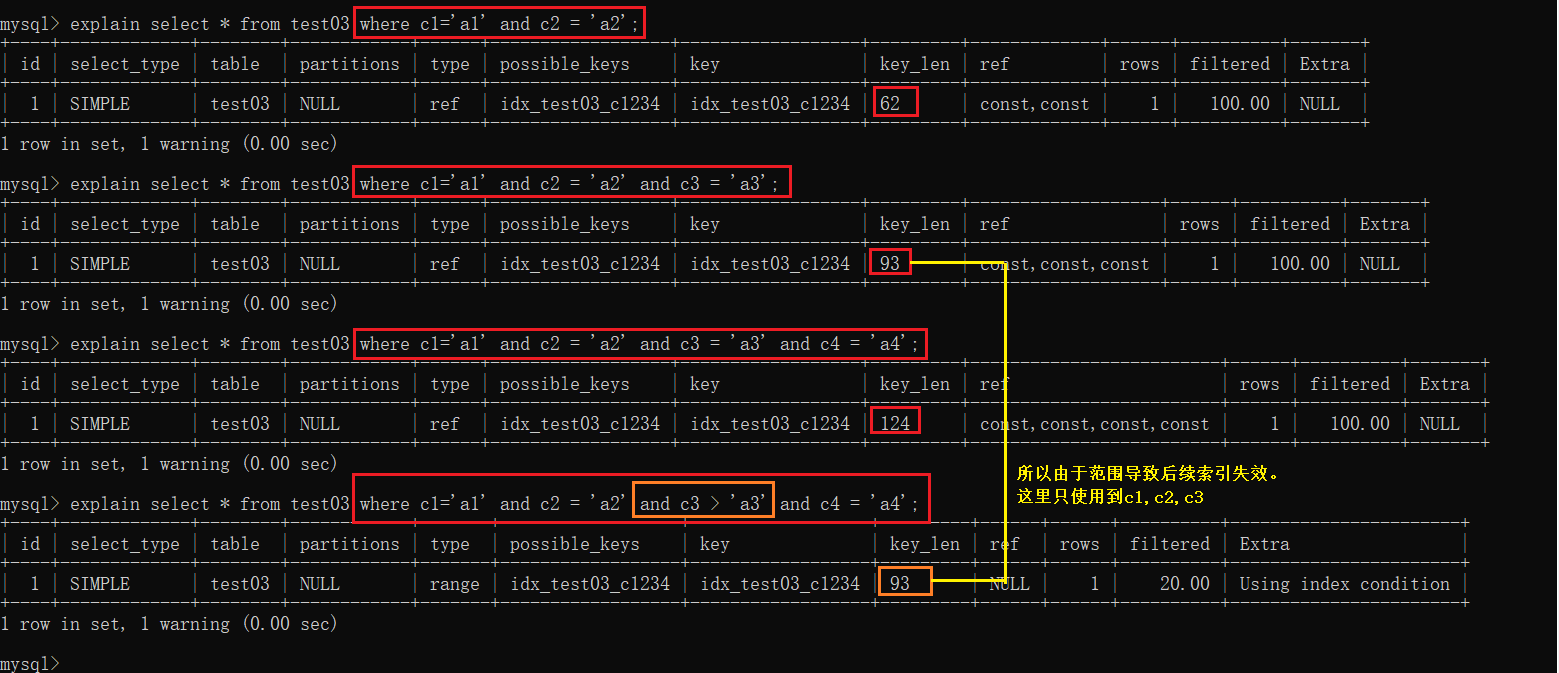 mysql> explain select * from test03 where c1='a1' and c2 = 'a2';
| id | select_type | table | partitions | type | possible_keys | key | key_len | ref | rows | filtered | Extra |
| 1 | SIMPLE | test03 | NULL | ref | idx_test03_c1234 | idx_test03_c1234 | 62 | const,const | 1 | 100.00 | NULL |
1 row in set, 1 warning (0.00 sec)
mysql> explain select * from test03 where c1='a1' and c2 = 'a2' and c3 = 'a3';
| id | select_type | table | partitions | type | possible_keys | key | key_len | ref | rows | filtered | Extra |
| 1 | SIMPLE | test03 | NULL | ref | idx_test03_c1234 | idx_test03_c1234 | 93 | const,const,const | 1 | 100.00 | NULL |
1 row in set, 1 warning (0.00 sec)
mysql> explain select * from test03 where c1='a1' and c2 = 'a2' and c3 = 'a3' and c4 = 'a4';
| id | select_type | table | partitions | type | possible_keys | key | key_len | ref | rows | filtered | Extra |
| 1 | SIMPLE | test03 | NULL | ref | idx_test03_c1234 | idx_test03_c1234 | 124 | const,const,const,const | 1 | 100.00 | NULL |
1 row in set, 1 warning (0.00 sec)
所以由于范围导致后续索引失效。
这里只使用到c1,c2,c3
mysql> explain select * from test03 where c1='a1' and c2 = 'a2' and c3 > 'a3' and c4 = 'a4';
| id | select_type | table | partitions | type | possible_keys | key | key_len | ref | rows | filtered | Extra |
| 1 | SIMPLE | test03 | NULL | range | idx_test03_c1234 | idx_test03_c1234 | 93 | NULL | 1 | 20.00 | Using index condition |
1 row in set, 1 warning (0.00 sec)
mysql>